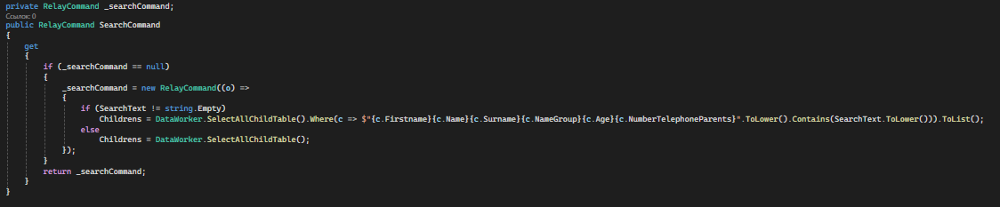 private RelayCommand _searchCommand;
Ссылок: 0
public RelayCommand SearchCommand
{
get
{
if (_searchCommand == null)
{
_searchCommand = new RelayCommand((o) =>
{
if (SearchText != string.Empty)
Childrens = DataWorker.SelectAllChildTable().Where(c => $"{c.Firstname}{c.Name}{c.Surname}{c.NameGroup}{c.Age}{c.NumberTelephoneParents}".ToLower().Contains(SearchText.ToLower())).ToList();
else
Childrens = DataWorker.SelectAllChildTable();
});
}
return _searchCommand;
}
}